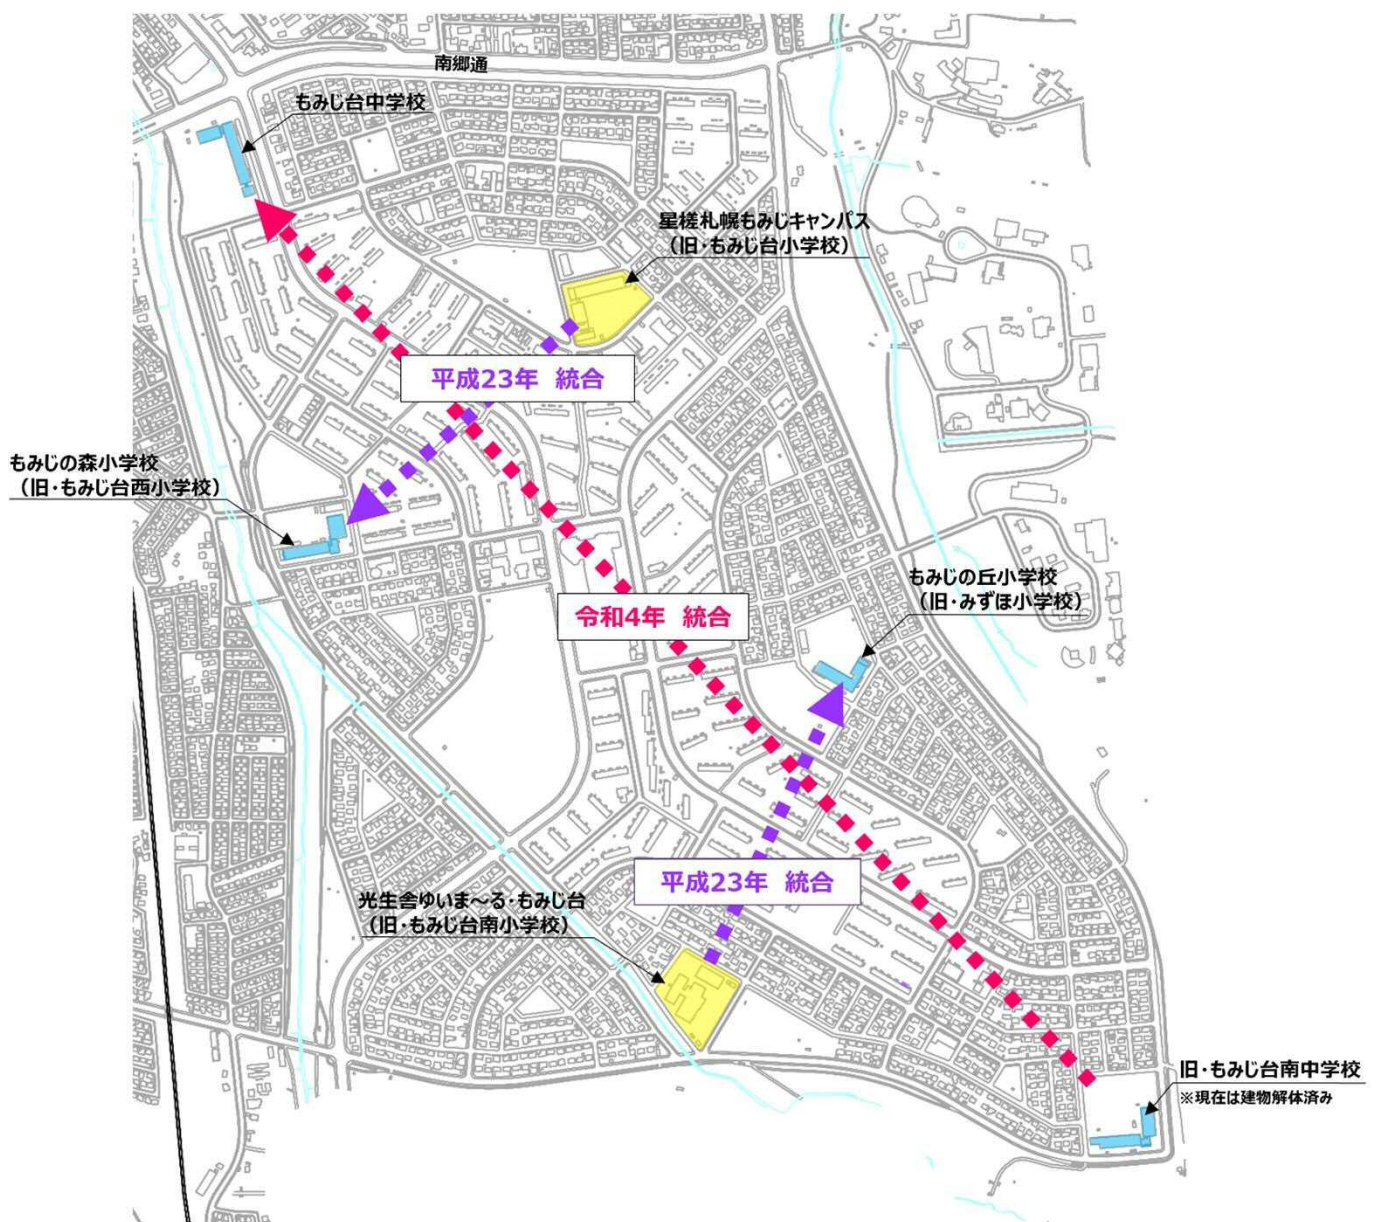 南郷通
もみじ台中学校
星槎札幌もみじキャンパス
（旧・もみじ台小学校）
平成23年 統合
もみじの森小学校
（旧・もみじ台西小学校）
もみじの丘小学校
（旧・みずほ小学校）
令和4年 統合
平成23年 統合
光生舎ゆいま～る・もみじ台
（旧・もみじ台南小学校）
旧・もみじ台南中学校
※現在は建物解体済み